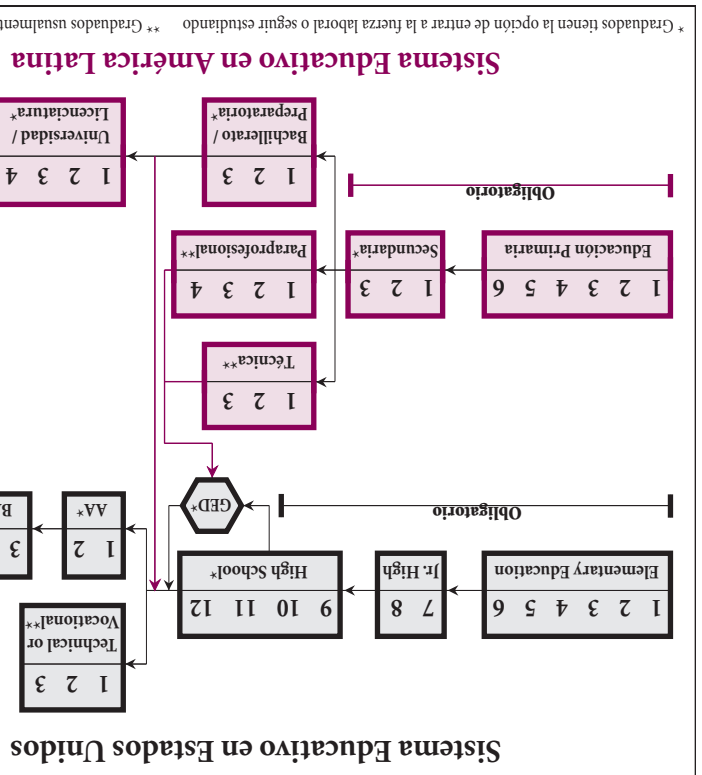 Sistema Educativo en Estados Unidos
1 2 3
Technical or
Vocational**
1 2 3 4 5 6
Elementary Education
7 8
Jr. High
9 10 11 12
High School*
1 2
AA*
3
Obligatorio
GED*
1 2 3
Técnica**
1 2 3 4 5 6
Educación Primaria
1 2 3
Secundaria*
1 2 3 4
Paraprofesional**
Obligatorio
1 2 3
Bachillerato /
Preparatoria*
1 2 3 4
Universidad /
Licenciatura*
Sistema Educativo en América Latina
* Graduados tienen la opción de entrar a la fuerza laboral o seguir estudiando ** Graduados